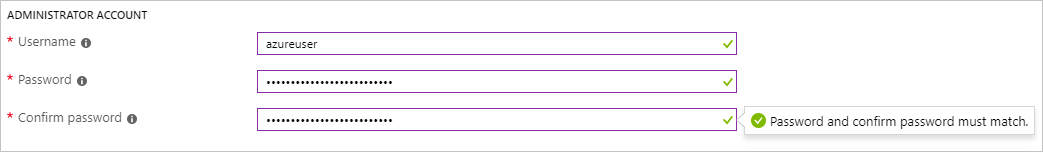 ADMINISTRATOR ACCOUNT
* Username
azureuser
* Password
••••••••••••••••••••••••••
* Confirm password
••••••••••••••••••••••••••
Password and confirm password must match.